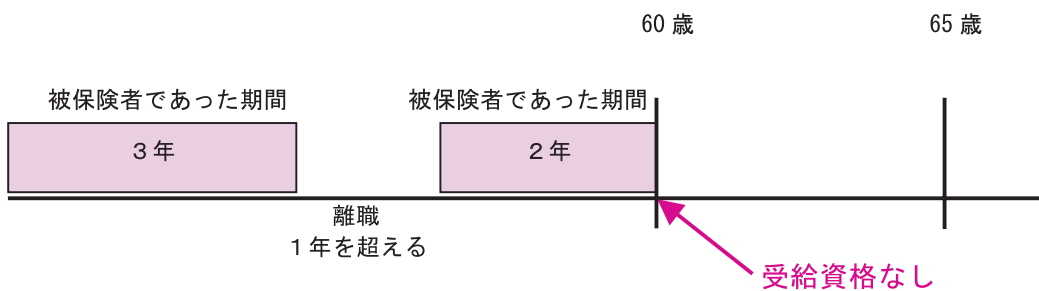 60 歳
65 歳
被保険者であった期間
被保険者であった期間
３年
２年
離職
１年を超える
受給資格なし